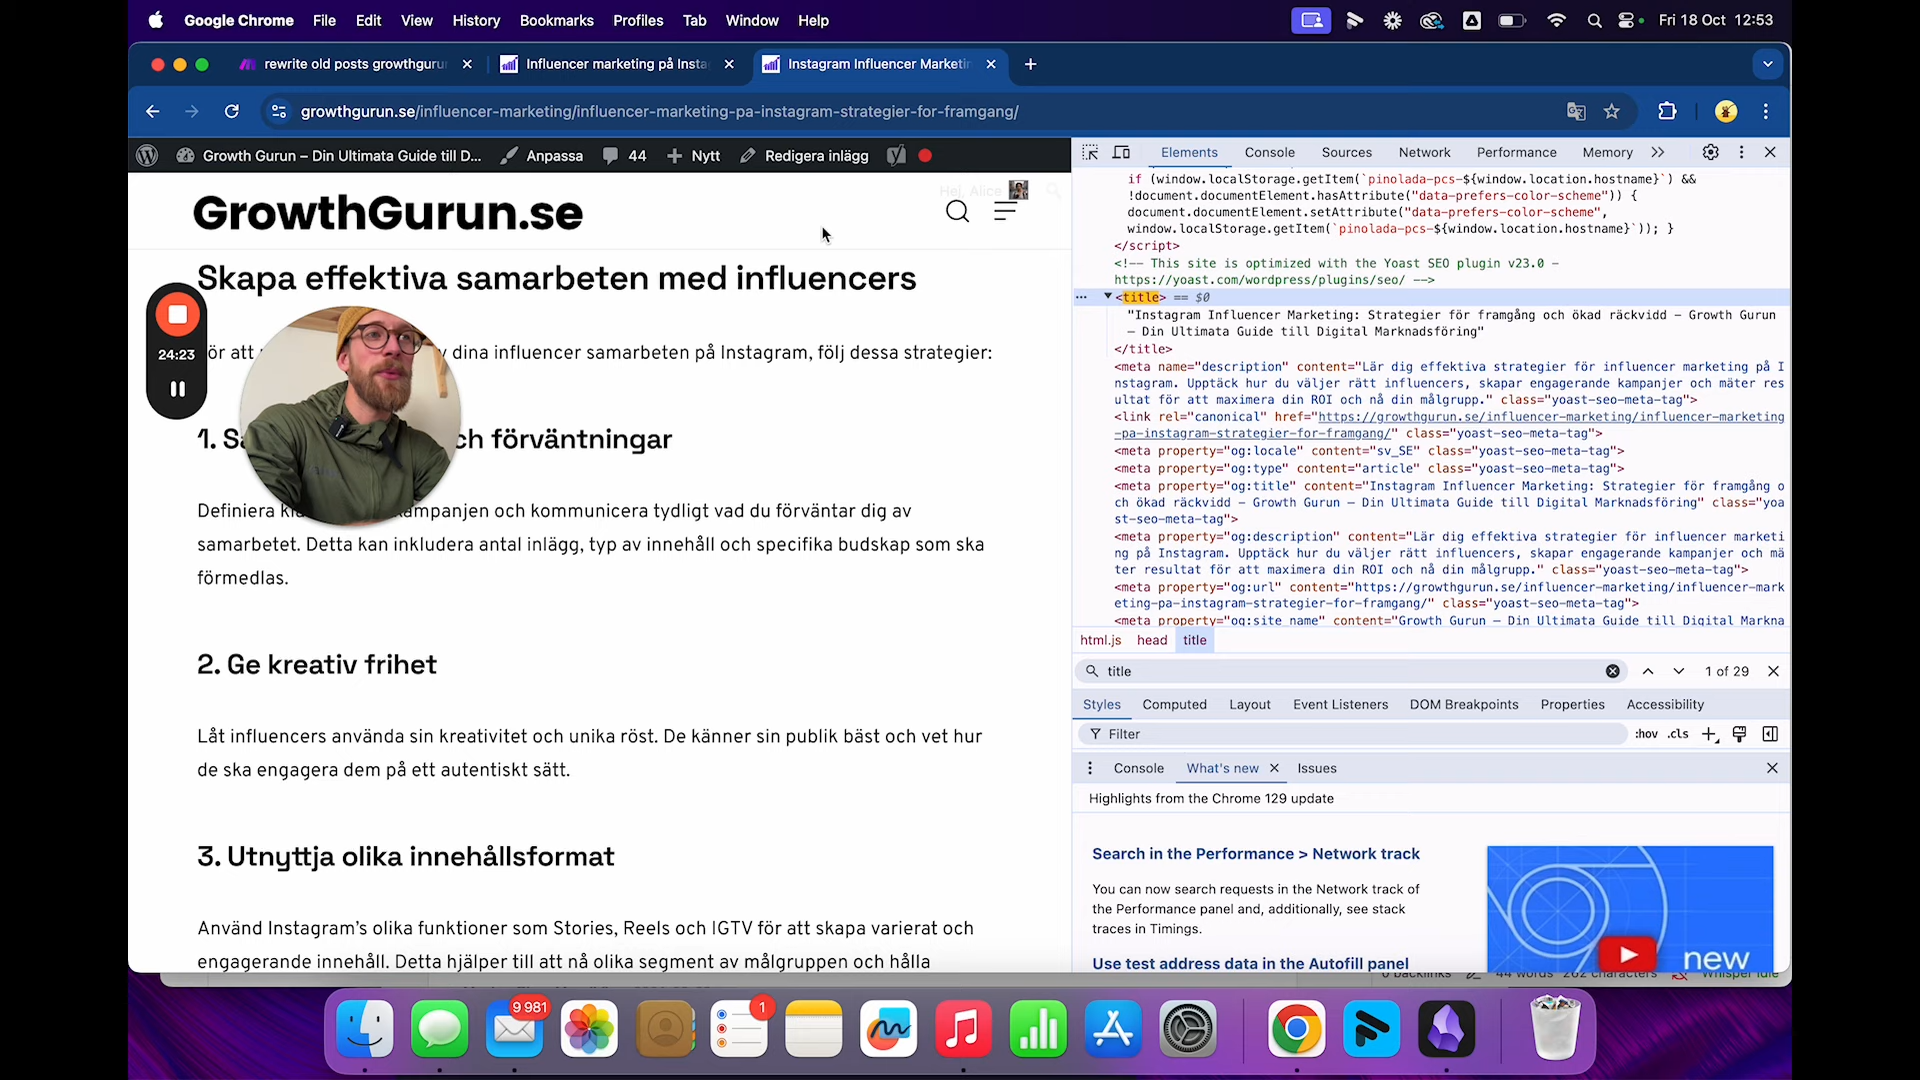 Google Chrome File Edit View History Bookmarks Profiles Tab Window Help Fri 18 Oct 12:53
rewrite old posts growthguru Influencer marketing på Insta Instagram Influencer Marketin
growthgurun.se/influencer-marketing/influencer-marketing-pa-instagram-strategier-for-framgang/
Growth Gurun – Din Ultimata Guide till D... Anpassa 44 Nytt Redigera inlägg
Hej, Alice
GrowthGurun.se
Skapa effektiva samarbeten med influencers
24:23
ör att dina influencer samarbeten på Instagram, följ dessa strategier:
1. S ch förväntningar
Definiera ampanjen och kommunicera tydligt vad du förväntar dig av
samarbetet. Detta kan inkludera antal inlägg, typ av innehåll och specifika budskap som ska
förmedlas.
2. Ge kreativ frihet
Låt influencers använda sin kreativitet och unika röst. De känner sin publik bäst och vet hur
de ska engagera dem på ett autentiskt sätt.
3. Utnyttja olika innehållsformat
Använd Instagram's olika funktioner som Stories, Reels och IGTV för att skapa varierat och
engagerande innehåll. Detta hjälper till att nå olika segment av målgruppen och hålla
Elements Console Sources Network Performance Memory
if (window.localStorage.getItem(`pinolada-pcs-${window.location.hostname}`) &&
!document.documentElement.hasAttribute("data-prefers-color-scheme")) {
document.documentElement.setAttribute("data-prefers-color-scheme",
window.localStorage.getItem(`pinolada-pcs-${window.location.hostname}`)); }
</script>
<!-- This site is optimized with the Yoast SEO plugin v23.0 -
https://yoast.com/wordpress/plugins/seo/ -->
<title> == $0
"Instagram Influencer Marketing: Strategier för framgång och ökad räckvidd - Growth Gurun
– Din Ultimata Guide till Digital Marknadsföring"
</title>
<meta name="description" content="Lär dig effektiva strategier för influencer marketing på I
nstagram. Upptäck hur du väljer rätt influencers, skapar engagerande kampanjer och mäter res
ultat för att maximera din ROI och nå din målgrupp." class="yoast-seo-meta-tag">
<link rel="canonical" href="https://growthgurun.se/influencer-marketing/influencer-marketing
-pa-instagram-strategier-for-framgang/" class="yoast-seo-meta-tag">
<meta property="og:locale" content="sv_SE" class="yoast-seo-meta-tag">
<meta property="og:type" content="article" class="yoast-seo-meta-tag">
<meta property="og:title" content="Instagram Influencer Marketing: Strategier för framgång o
ch ökad räckvidd - Growth Gurun – Din Ultimata Guide till Digital Marknadsföring" class="yoa
st-seo-meta-tag">
<meta property="og:description" content="Lär dig effektiva strategier för influencer marketi
ng på Instagram. Upptäck hur du väljer rätt influencers, skapar engagerande kampanjer och mä
ter resultat för att maximera din ROI och nå din målgrupp." class="yoast-seo-meta-tag">
<meta property="og:url" content="https://growthgurun.se/influencer-marketing/influencer-mark
eting-pa-instagram-strategier-for-framgang/" class="yoast-seo-meta-tag">
<meta property="og:site_name" content="Growth Gurun – Din Ultimata Guide till Digital Markna
html.js head title
title 1 of 29
Styles Computed Layout Event Listeners DOM Breakpoints Properties Accessibility
Filter :hov .cls
Console What's new Issues
Highlights from the Chrome 129 update
Search in the Performance > Network track
You can now search requests in the Network track of
the Performance panel and, additionally, see stack
traces in Timings.
Use test address data in the Autofill panel
new
0 backlinks 44 words 262 characters Whisper Idle
9 981
1